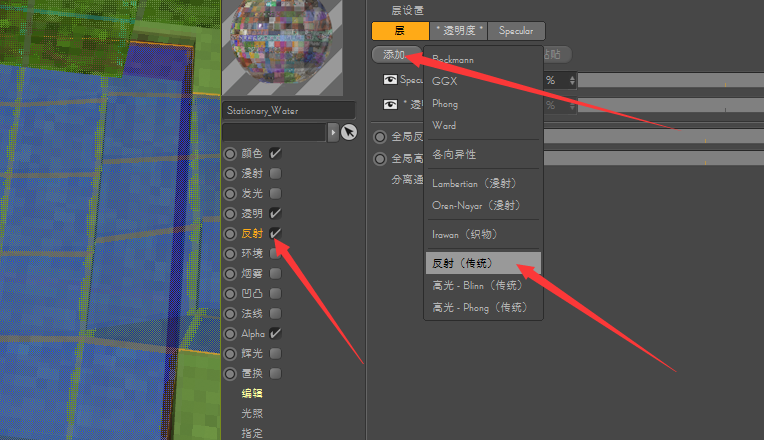 层设置
层
* 透明度 *
Specular
添加
粘贴
Beckmann
GGX
Phong
Ward
各向异性
Lambertian（漫射）
Oren-Nayar（漫射）
Irawan（织物）
反射（传统）
高光 - Blinn（传统）
高光 - Phong（传统）
Specu
%
* 透明
%
全局反
全局高
分离通
Stationary_Water
颜色
漫射
发光
透明
反射
环境
烟雾
凹凸
法线
Alpha
辉光
置换
编辑
光照
指定